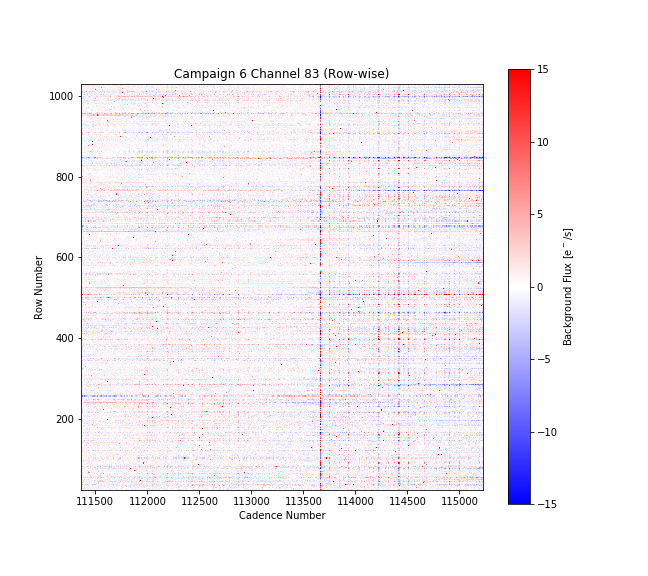 Campaign 6 Channel 83 (Row-wise)
1000
800
600
400
200
Row Number
111500 112000 112500 113000 113500 114000 114500 115000
Cadence Number
15
10
5
0
−5
−10
−15
Background Flux [e⁻/s]